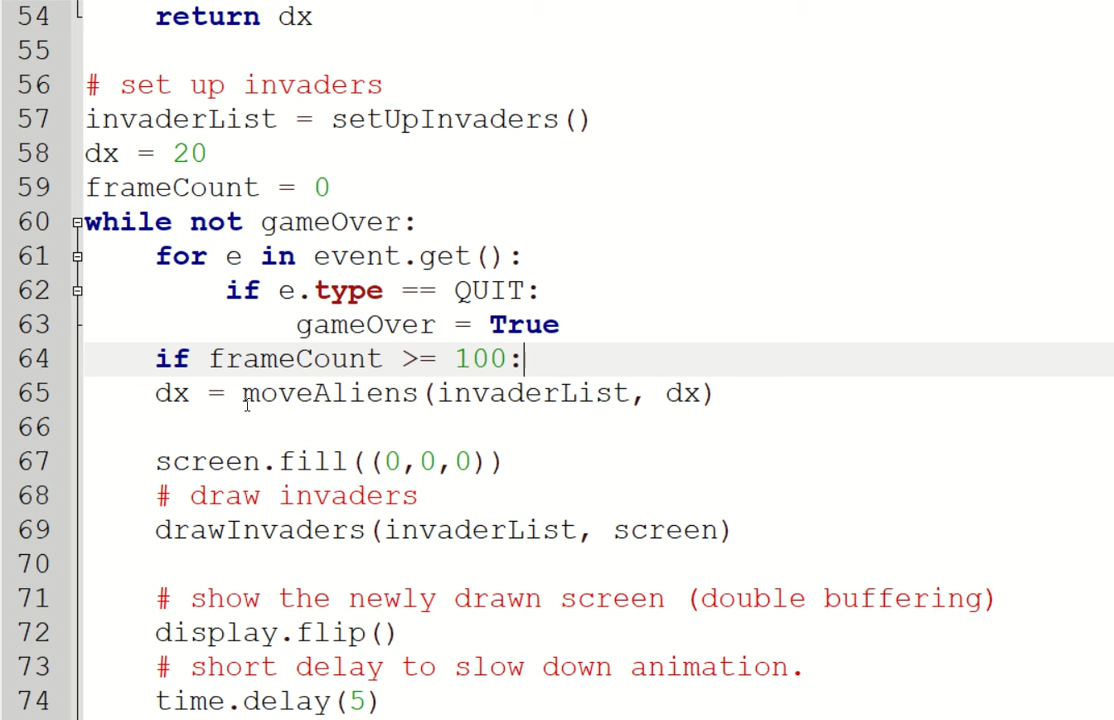 54 return dx
55
56 # set up invaders
57 invaderList = setUpInvaders()
58 dx = 20
59 frameCount = 0
60 while not gameOver:
61 for e in event.get():
62 if e.type == QUIT:
63 gameOver = True
64 if frameCount >= 100:
65 dx = moveAliens(invaderList, dx)
66
67 screen.fill((0,0,0))
68 # draw invaders
69 drawInvaders(invaderList, screen)
70
71 # show the newly drawn screen (double buffering)
72 display.flip()
73 # short delay to slow down animation.
74 time.delay(5)